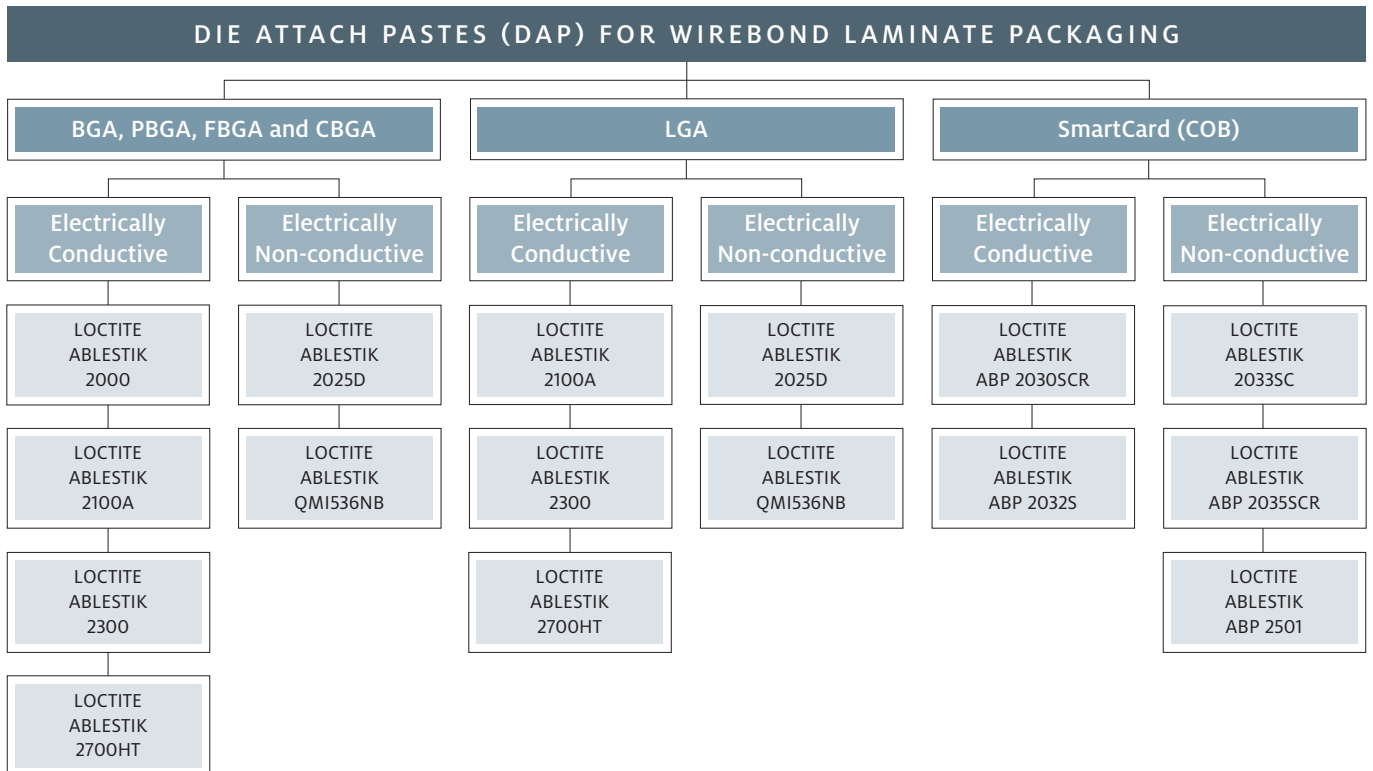 DIE ATTACH PASTES (DAP) FOR WIREBOND LAMINATE PACKAGING
BGA, PBGA, FBGA and CBGA
Electrically
Conductive
LOCTITE
ABLESTIK
2000
LOCTITE
ABLESTIK
2100A
LOCTITE
ABLESTIK
2300
LOCTITE
ABLESTIK
2700HT
Electrically
Non-conductive
LOCTITE
ABLESTIK
2025D
LOCTITE
ABLESTIK
QMI536NB
LGA
Electrically
Conductive
LOCTITE
ABLESTIK
2100A
LOCTITE
ABLESTIK
2300
LOCTITE
ABLESTIK
2700HT
Electrically
Non-conductive
LOCTITE
ABLESTIK
2025D
LOCTITE
ABLESTIK
QMI536NB
SmartCard (COB)
Electrically
Conductive
LOCTITE
ABLESTIK
ABP 2030SCR
LOCTITE
ABLESTIK
ABP 2032S
Electrically
Non-conductive
LOCTITE
ABLESTIK
2033SC
LOCTITE
ABLESTIK
ABP 2035SCR
LOCTITE
ABLESTIK
ABP 2501